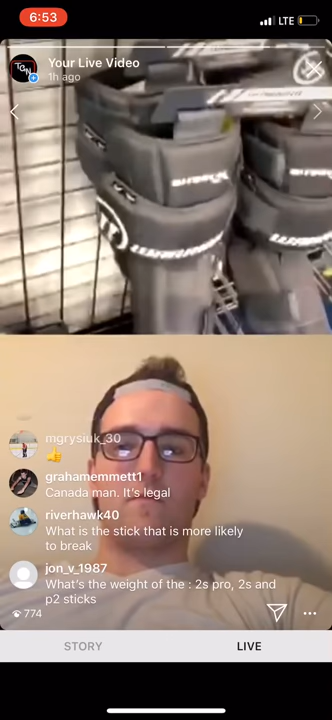 6:53
LTE
TGN
Your Live Video
1h ago
WARRIOR
mgrysiuk_30
👍
grahamemmett1
Canada man. It's legal
riverhawk40
What is the stick that is more likely
to break
jon_v_1987
What's the weight of the : 2s pro, 2s and
p2 sticks
774
STORY
LIVE